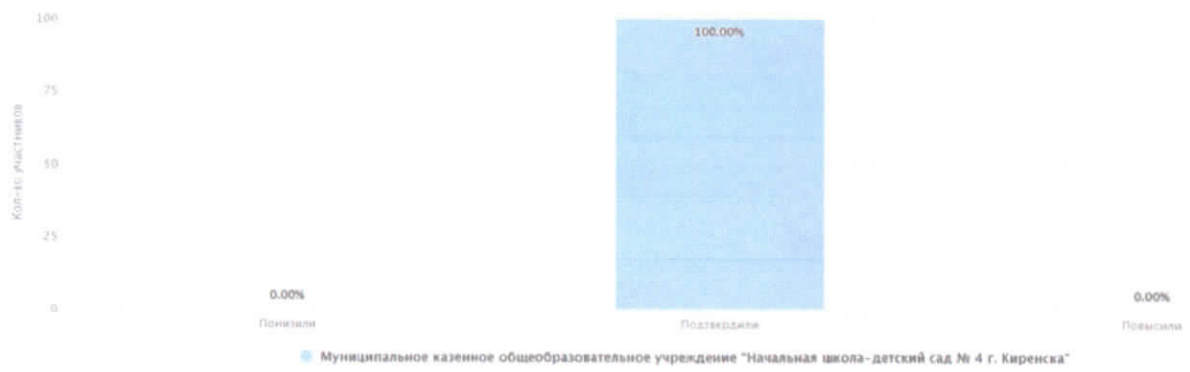 100
100.00%
75
Кол-во участников
50
25
0.00%
0.00%
0
Понизили
Подтвердили
Повысили
Муниципальное казенное общеобразовательное учреждение "Начальная школа-детский сад № 4 г. Киренска"